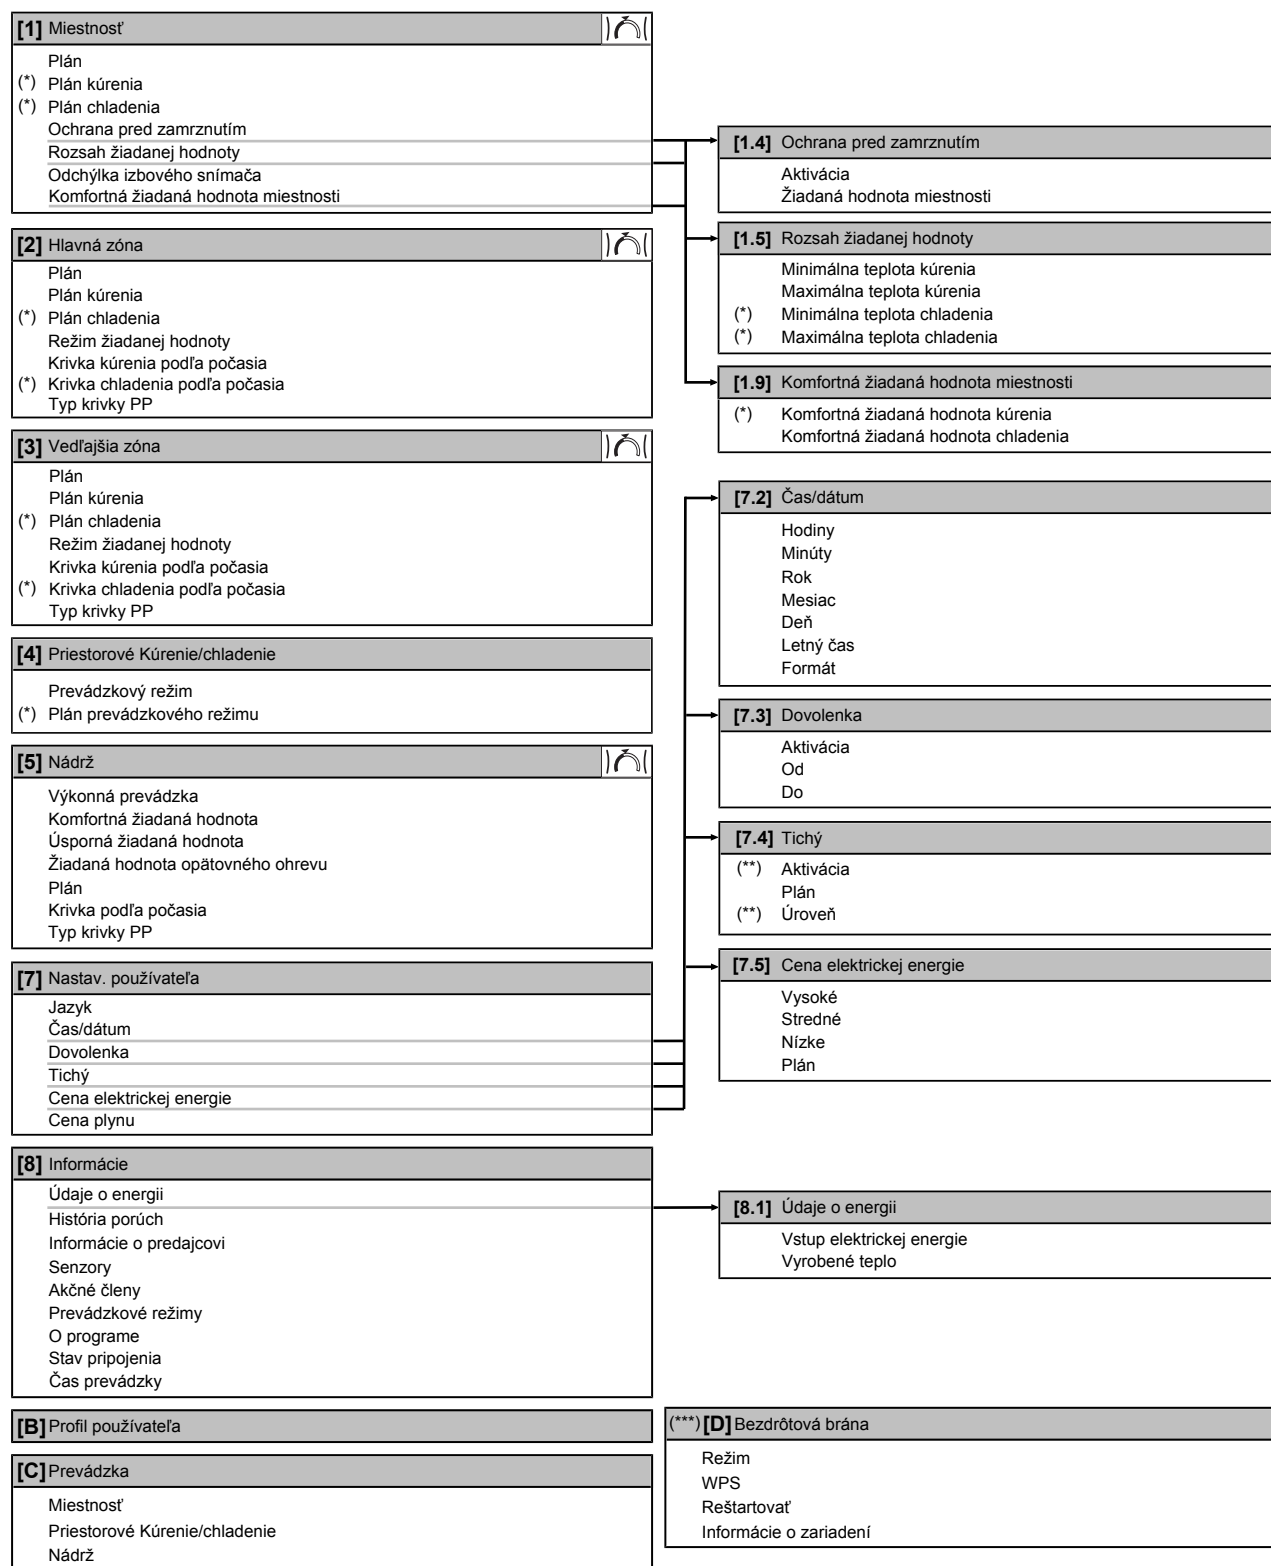 [1] Miestnosť
Plán
(*) Plán kúrenia
(*) Plán chladenia
Ochrana pred zamrznutím
Rozsah žiadanej hodnoty
Odchýlka izbového snímača
Komfortná žiadaná hodnota miestnosti
[2] Hlavná zóna
Plán
Plán kúrenia
(*) Plán chladenia
Režim žiadanej hodnoty
Krivka kúrenia podľa počasia
(*) Krivka chladenia podľa počasia
Typ krivky PP
[3] Vedľajšia zóna
Plán
Plán kúrenia
(*) Plán chladenia
Režim žiadanej hodnoty
Krivka kúrenia podľa počasia
(*) Krivka chladenia podľa počasia
Typ krivky PP
[4] Priestorové Kúrenie/chladenie
Prevádzkový režim
(*) Plán prevádzkového režimu
[5] Nádrž
Výkonná prevádzka
Komfortná žiadaná hodnota
Úsporná žiadaná hodnota
Žiadaná hodnota opätovného ohrevu
Plán
Krivka podľa počasia
Typ krivky PP
[7] Nastav. používateľa
Jazyk
Čas/dátum
Dovolenka
Tichý
Cena elektrickej energie
Cena plynu
[8] Informácie
Údaje o energii
História porúch
Informácie o predajcovi
Senzory
Akčné členy
Prevádzkové režimy
O programe
Stav pripojenia
Čas prevádzky
[B] Profil používateľa
[C] Prevádzka
Miestnosť
Priestorové Kúrenie/chladenie
Nádrž
[1.4] Ochrana pred zamrznutím
Aktivácia
Žiadaná hodnota miestnosti
[1.5] Rozsah žiadanej hodnoty
Minimálna teplota kúrenia
Maximálna teplota kúrenia
(*) Minimálna teplota chladenia
(*) Maximálna teplota chladenia
[1.9] Komfortná žiadaná hodnota miestnosti
(*) Komfortná žiadaná hodnota kúrenia
Komfortná žiadaná hodnota chladenia
[7.2] Čas/dátum
Hodiny
Minúty
Rok
Mesiac
Deň
Letný čas
Formát
[7.3] Dovolenka
Aktivácia
Od
Do
[7.4] Tichý
(**) Aktivácia
Plán
(**) Úroveň
[7.5] Cena elektrickej energie
Vysoké
Stredné
Nízke
Plán
[8.1] Údaje o energii
Vstup elektrickej energie
Vyrobené teplo
(***) [D] Bezdrôtová brána
Režim
WPS
Reštartovať
Informácie o zariadení